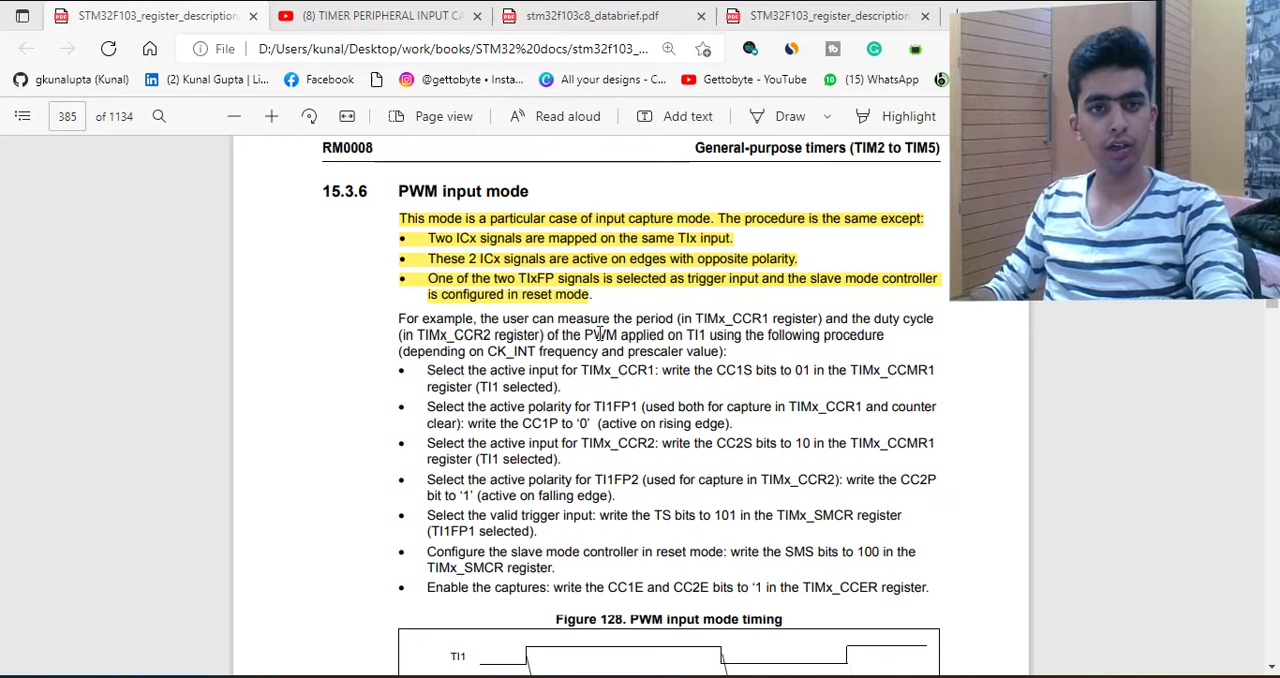 STM32F103_register_description
(8) TIMER PERIPHERAL INPUT CA
stm32f103c8_databrief.pdf
STM32F103_register_description
File
D:/Users/kunal/Desktop/work/books/STM32%20docs/stm32f103_...
gkunalupta (Kunal)
(2) Kunal Gupta | Li...
Facebook
@gettobyte • Insta...
All your designs - C...
Gettobyte - YouTube
(15) WhatsApp
385
of 1134
Page view
Read aloud
Add text
Draw
Highlight
RM0008
General-purpose timers (TIM2 to TIM5)
15.3.6 PWM input mode
This mode is a particular case of input capture mode. The procedure is the same except:
• Two ICx signals are mapped on the same TIx input.
• These 2 ICx signals are active on edges with opposite polarity.
• One of the two TIxFP signals is selected as trigger input and the slave mode controller
is configured in reset mode.
For example, the user can measure the period (in TIMx_CCR1 register) and the duty cycle
(in TIMx_CCR2 register) of the PWM applied on TI1 using the following procedure
(depending on CK_INT frequency and prescaler value):
• Select the active input for TIMx_CCR1: write the CC1S bits to 01 in the TIMx_CCMR1
register (TI1 selected).
• Select the active polarity for TI1FP1 (used both for capture in TIMx_CCR1 and counter
clear): write the CC1P to ‘0’ (active on rising edge).
• Select the active input for TIMx_CCR2: write the CC2S bits to 10 in the TIMx_CCMR1
register (TI1 selected).
• Select the active polarity for TI1FP2 (used for capture in TIMx_CCR2): write the CC2P
bit to ‘1’ (active on falling edge).
• Select the valid trigger input: write the TS bits to 101 in the TIMx_SMCR register
(TI1FP1 selected).
• Configure the slave mode controller in reset mode: write the SMS bits to 100 in the
TIMx_SMCR register.
• Enable the captures: write the CC1E and CC2E bits to ‘1 in the TIMx_CCER register.
Figure 128. PWM input mode timing
TI1